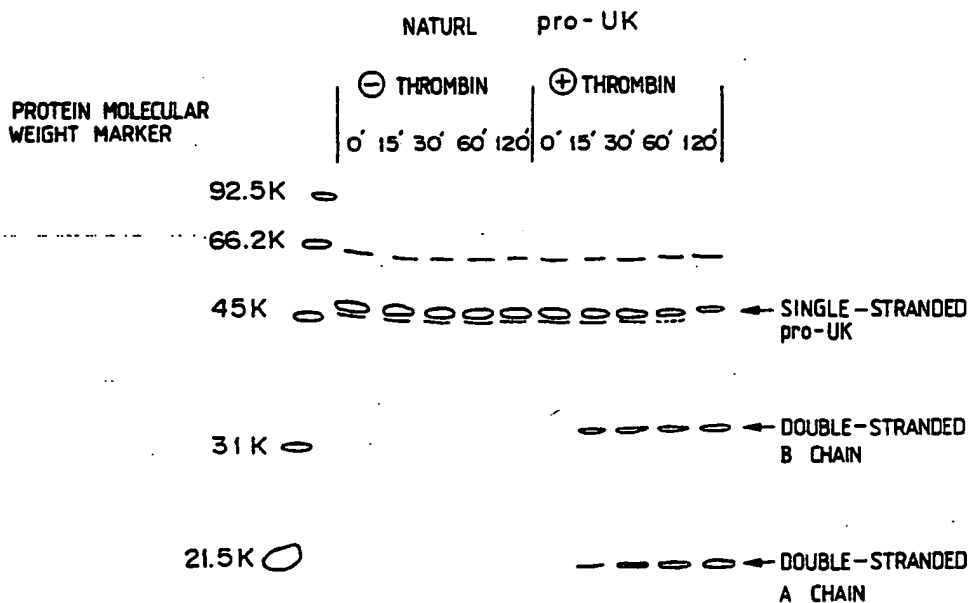 NATURL pro-UK
⊖ THROMBIN ⊕ THROMBIN
PROTEIN MOLECULAR
WEIGHT MARKER
0′ 15′ 30′ 60′ 120′ 0′ 15′ 30′ 60′ 120′
92.5K
66.2K
45K
SINGLE-STRANDED
pro-UK
DOUBLE-STRANDED
B CHAIN
31K
21.5K
DOUBLE-STRANDED
A CHAIN